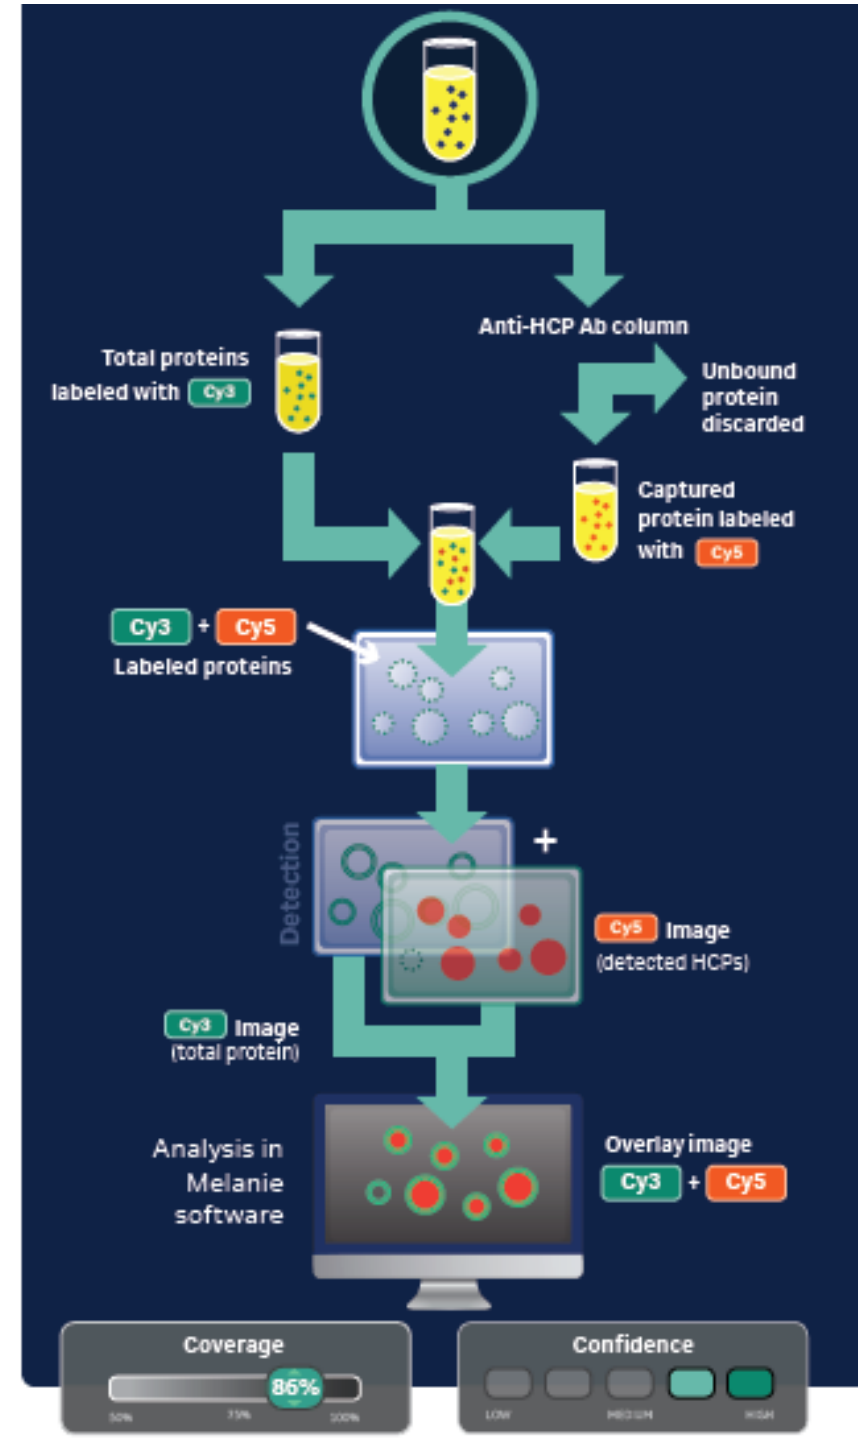 Anti-HCP Ab column
Total proteins
labeled with Cy3
Unbound
protein
discarded
Captured
protein labeled
with Cy5
Cy3 + Cy5
Labeled proteins
Detection
+
Cy5 Image
(detected HCPs)
Cy3 Image
(total protein)
Analysis in
Melanie
software
Overlay image
Cy3 + Cy5
Coverage
86%
50% 75% 100%
Confidence
LOW MEDIUM HIGH